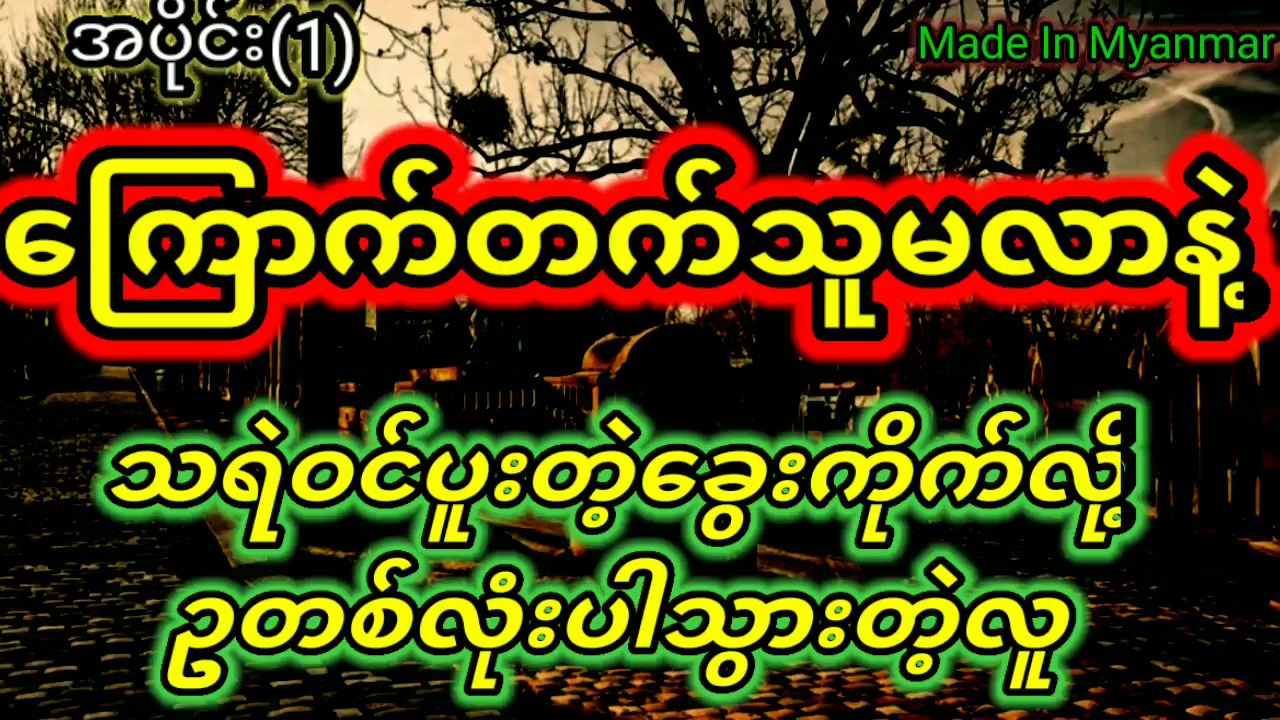 အပိုင်း(1)
Made In Myanmar
ကြောက်တက်သူမလာနဲ့
သရဲဝင်ပူးတဲ့ခွေးကိုက်လို့
ဥတစ်လုံးပါသွားတဲ့လူ